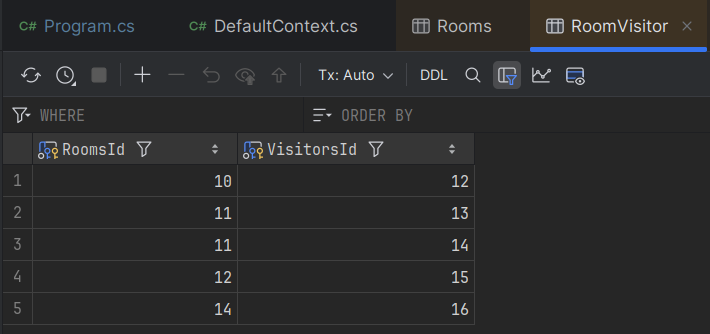 C# Program.cs C# DefaultContext.cs Rooms RoomVisitor
Tx: Auto DDL
WHERE ORDER BY
RoomsId VisitorsId
1 10 12
2 11 13
3 11 14
4 12 15
5 14 16